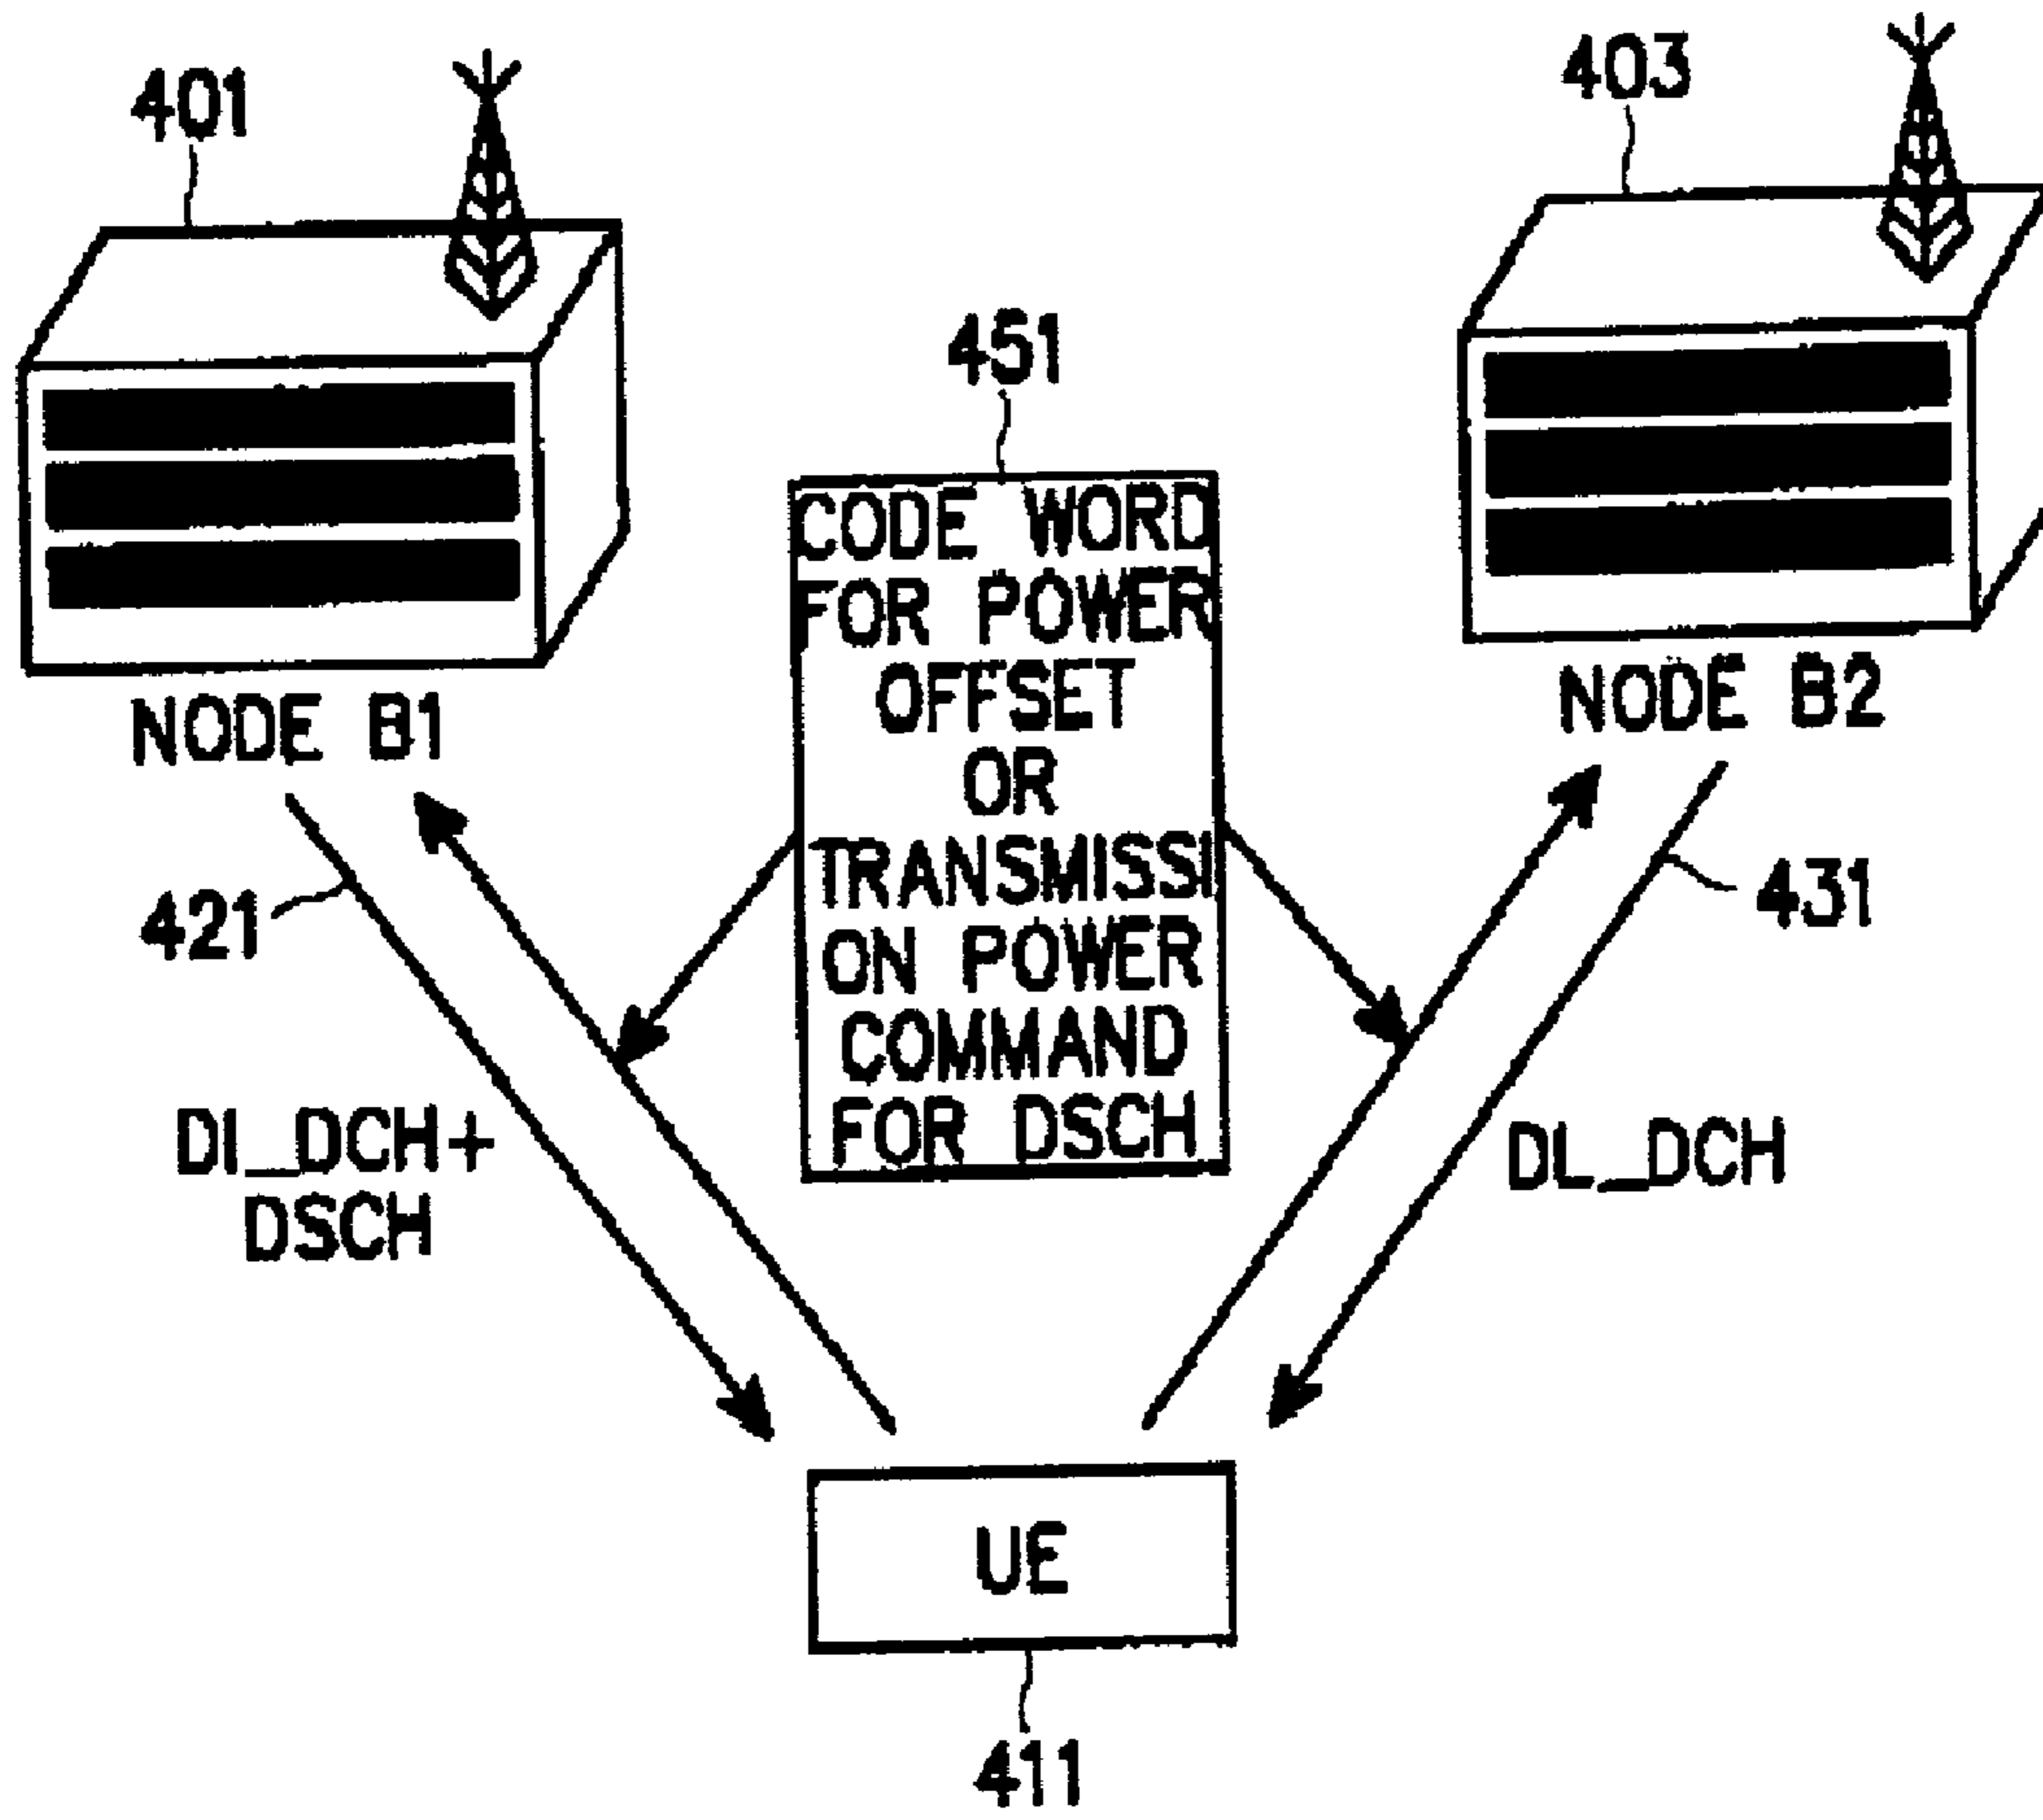 401
403
451
CODE WORD
FOR POWER
OFFSET
OR
TRANSMISSI
ON POWER
COMMAND
FOR DSCH
NODE B1
NODE B2
421
431
DI_DCH+
DSCH
DL_DCH
UE
411